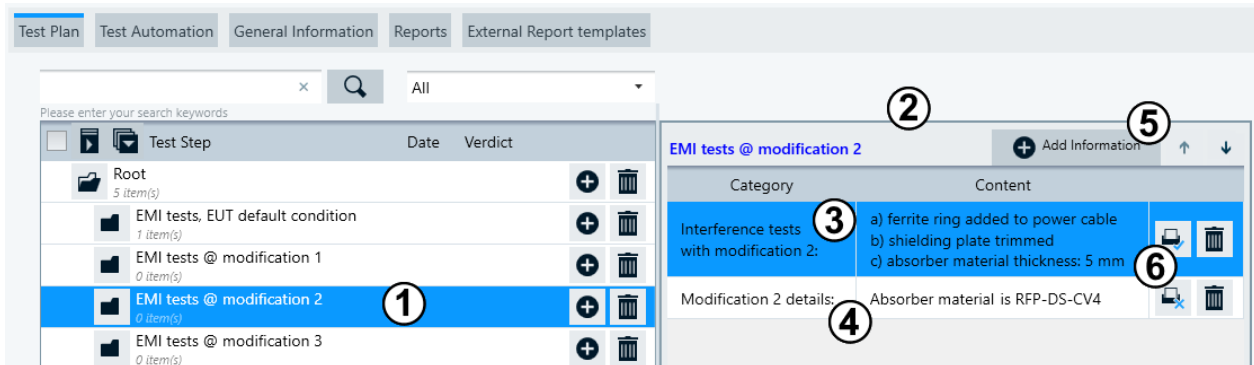 Test Plan Test Automation General Information Reports External Report templates
All
Please enter your search keywords
Test Step Date Verdict
Root
5 item(s)
EMI tests, EUT default condition
1 item(s)
EMI tests @ modification 1
0 item(s)
EMI tests @ modification 2
0 item(s)
1
EMI tests @ modification 3
0 item(s)
2
5
EMI tests @ modification 2 Add Information
Category Content
Interference tests
with modification 2:
3
a) ferrite ring added to power cable
b) shielding plate trimmed
c) absorber material thickness: 5 mm
6
Modification 2 details: Absorber material is RFP-DS-CV4
4